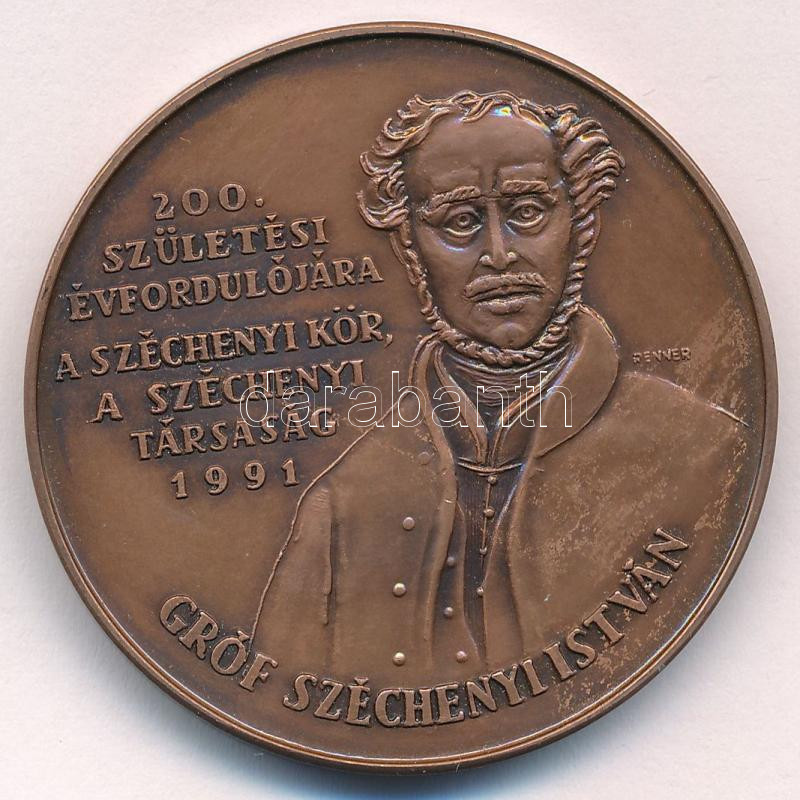 200.
SZÜLETÉSI
ÉVFORDULÓJÁRA
A SZÉCHENYI KÖR,
A SZÉCHENYI
TÁRSASÁG
1991
RENNER
GRÓF SZÉCHENYI ISTVÁN
darabanth